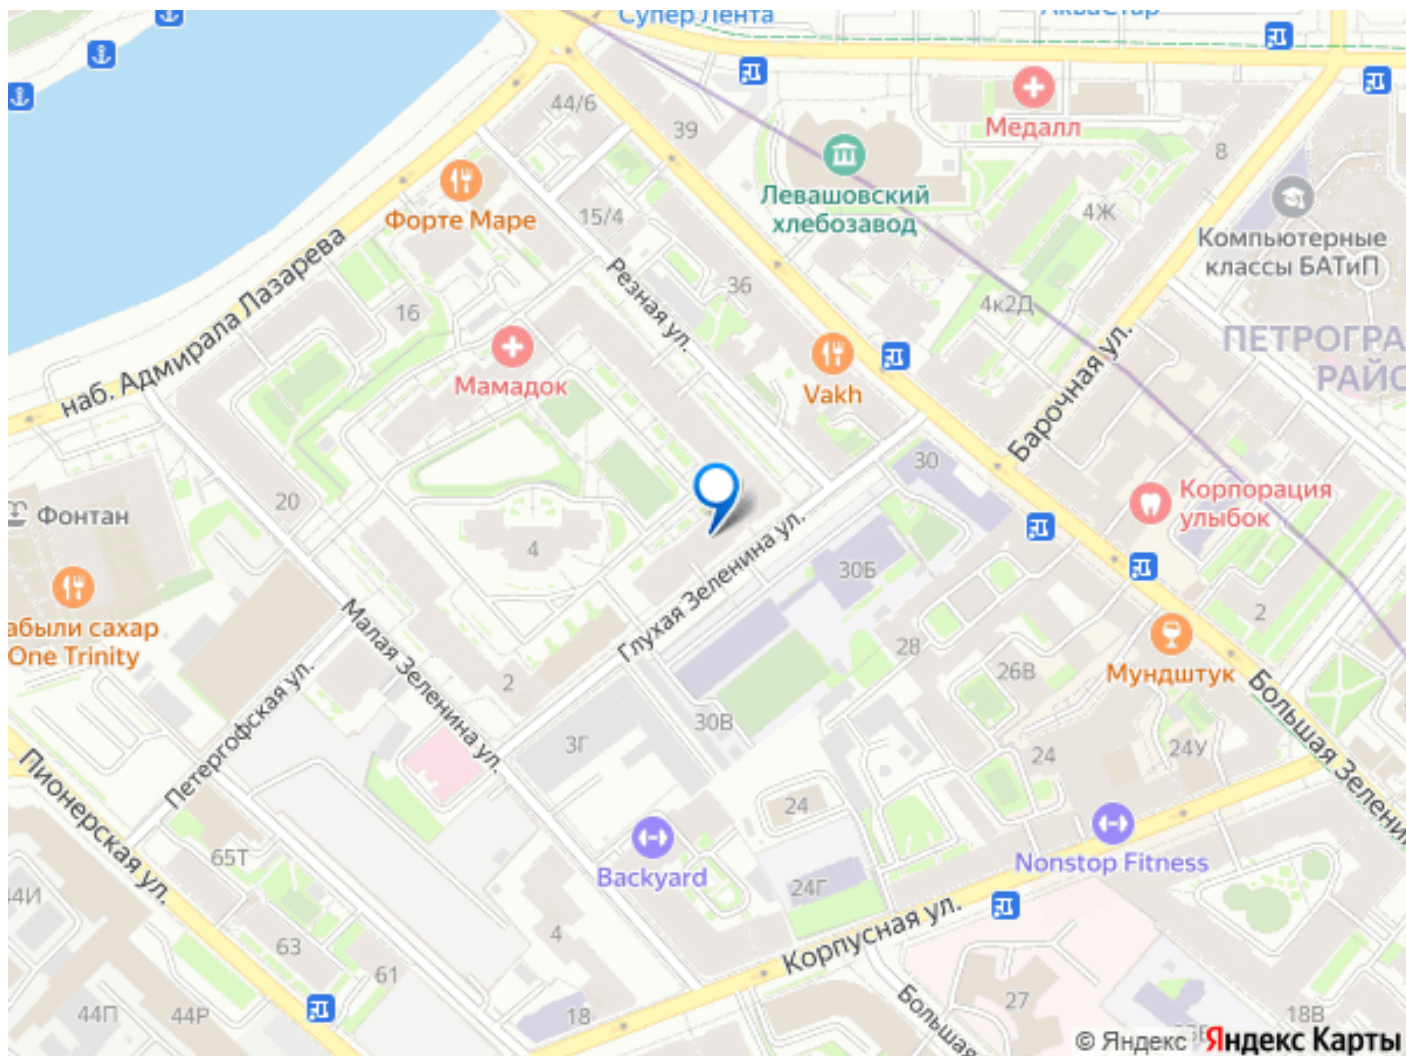 Супер Лента
АкваСтар
44/6
39
Медалл
8
Форте Маре
15/4
Левашовский
хлебозавод
4Ж
Компьютерные
классы БАТиП
наб. Адмирала Лазарева
16
Резная ул.
36
4к2Д
ПЕТРОГРА
РАЙО
Мамадок
Vakh
Барочная ул.
20
30
Корпорация
улыбок
Фонтан
4
Глухая Зеленина ул.
30Б
2
абыли сахар
One Trinity
Малая Зеленина ул.
28
26В
Мундштук
Большая Зелени
Петергофская ул.
2
30В
3Г
24
24У
Пионерская ул.
24
65Т
Backyard
Nonstop Fitness
24Г
44И
Корпусная ул.
4
63
61
44П
44Р
18
Большая
27
18В
© Яндекс Яндекс Карты